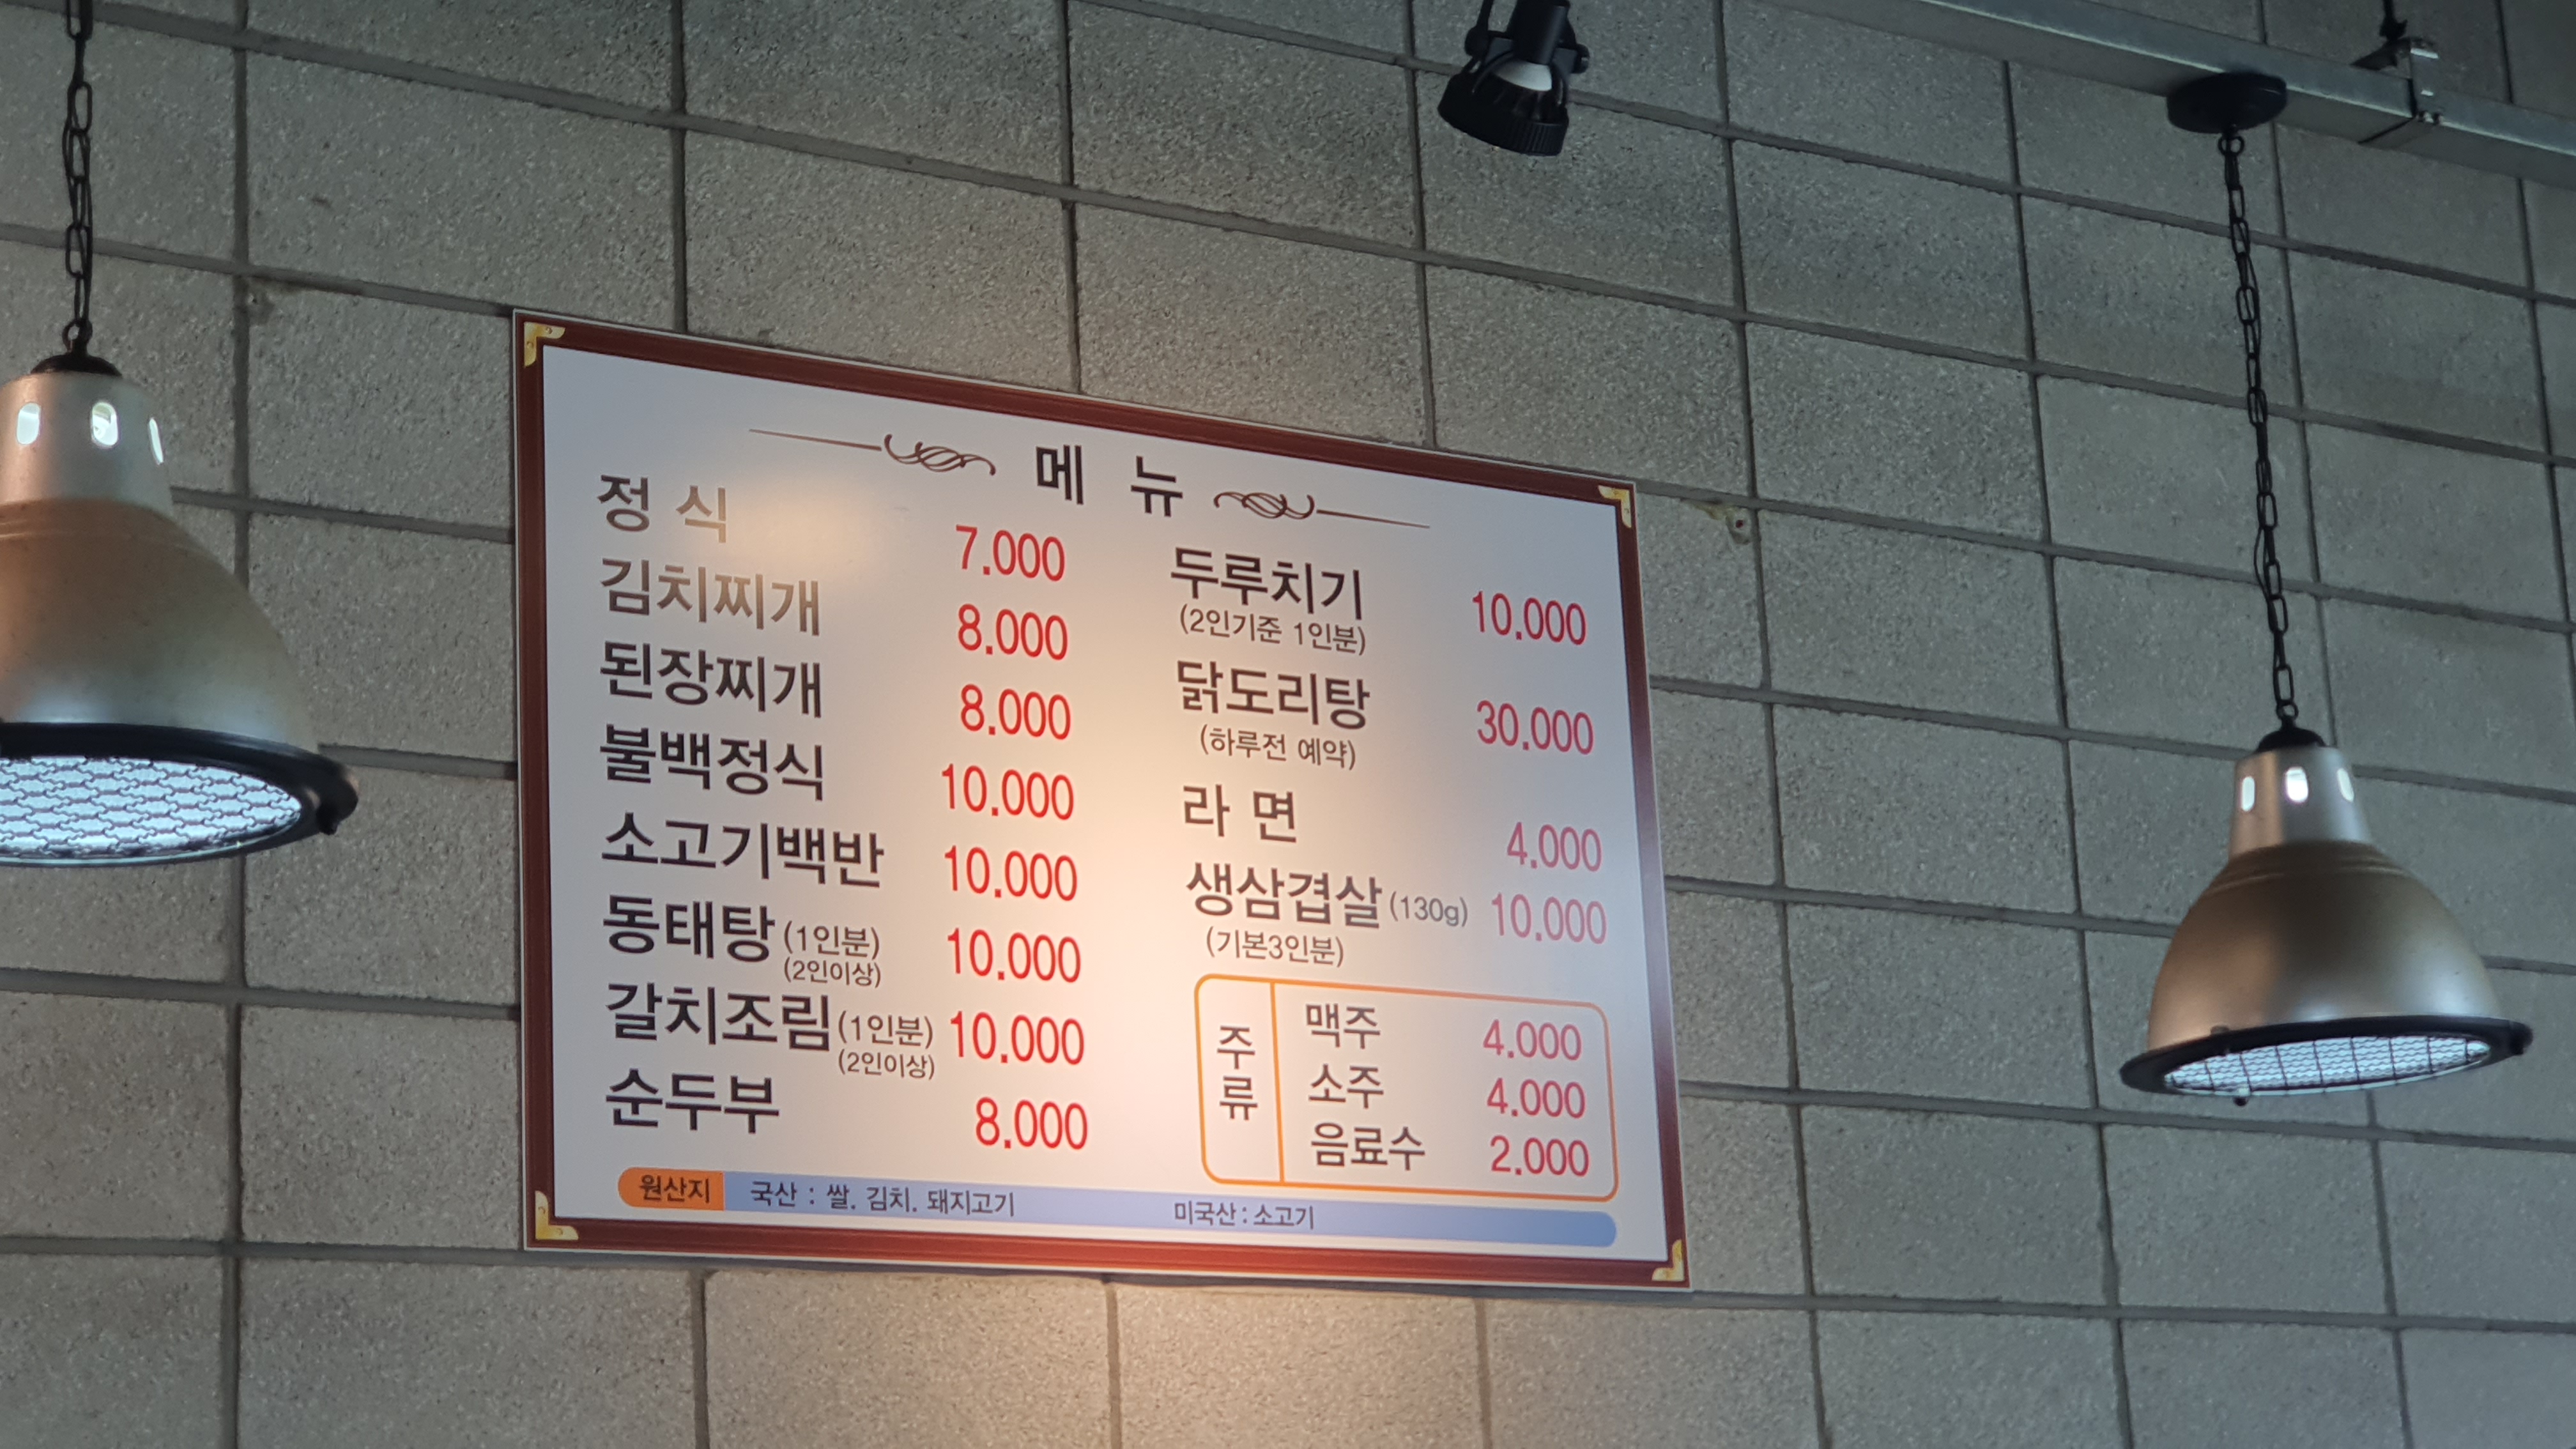 메 뉴
정 식 7.000
김치찌개 8.000
된장찌개 8.000
불백정식 10.000
소고기백반 10.000
동태탕 (1인분) 10.000
(2인이상)
갈치조림 (1인분) 10.000
(2인이상)
순두부 8.000
두루치기 10.000
(2인기준 1인분)
닭도리탕 30.000
(하루전 예약)
라 면 4.000
생삼겹살 (130g) 10.000
(기본3인분)
주류
맥주 4.000
소주 4.000
음료수 2.000
원산지 국산 : 쌀. 김치. 돼지고기 미국산 : 소고기